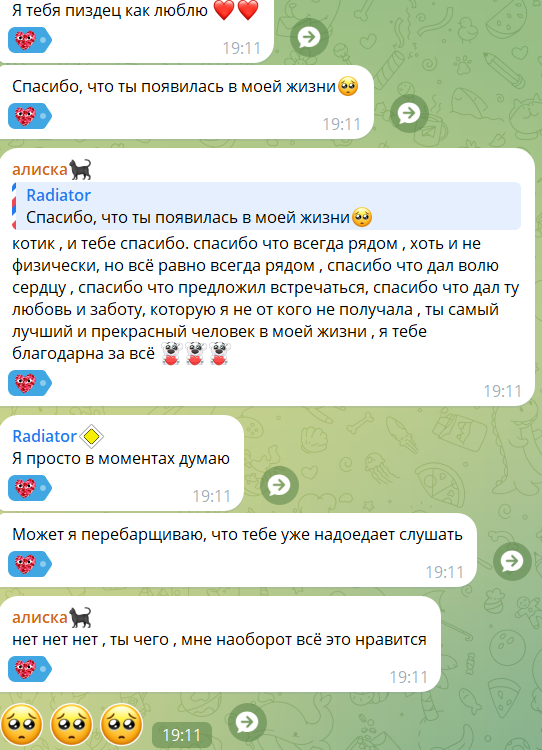 Я тебя пиздец как люблю ❤️❤️
19:11
Спасибо, что ты появилась в моей жизни🥺
19:11
алиска🐈‍⬛
Radiator
Спасибо, что ты появилась в моей жизни🥺
котик , и тебе спасибо. спасибо что всегда рядом , хоть и не
физически, но всё равно всегда рядом , спасибо что дал волю
сердцу , спасибо что предложил встречаться, спасибо что дал ту
любовь и заботу, которую я не от кого не получала , ты самый
лучший и прекрасный человек в моей жизни , я тебе
благодарна за всё
19:11
Radiator
Я просто в моментах думаю
19:11
Может я перебарщиваю, что тебе уже надоедает слушать
19:11
алиска🐈‍⬛
нет нет нет , ты чего , мне наоборот всё это нравится
19:11
🥺🥺🥺 19:11